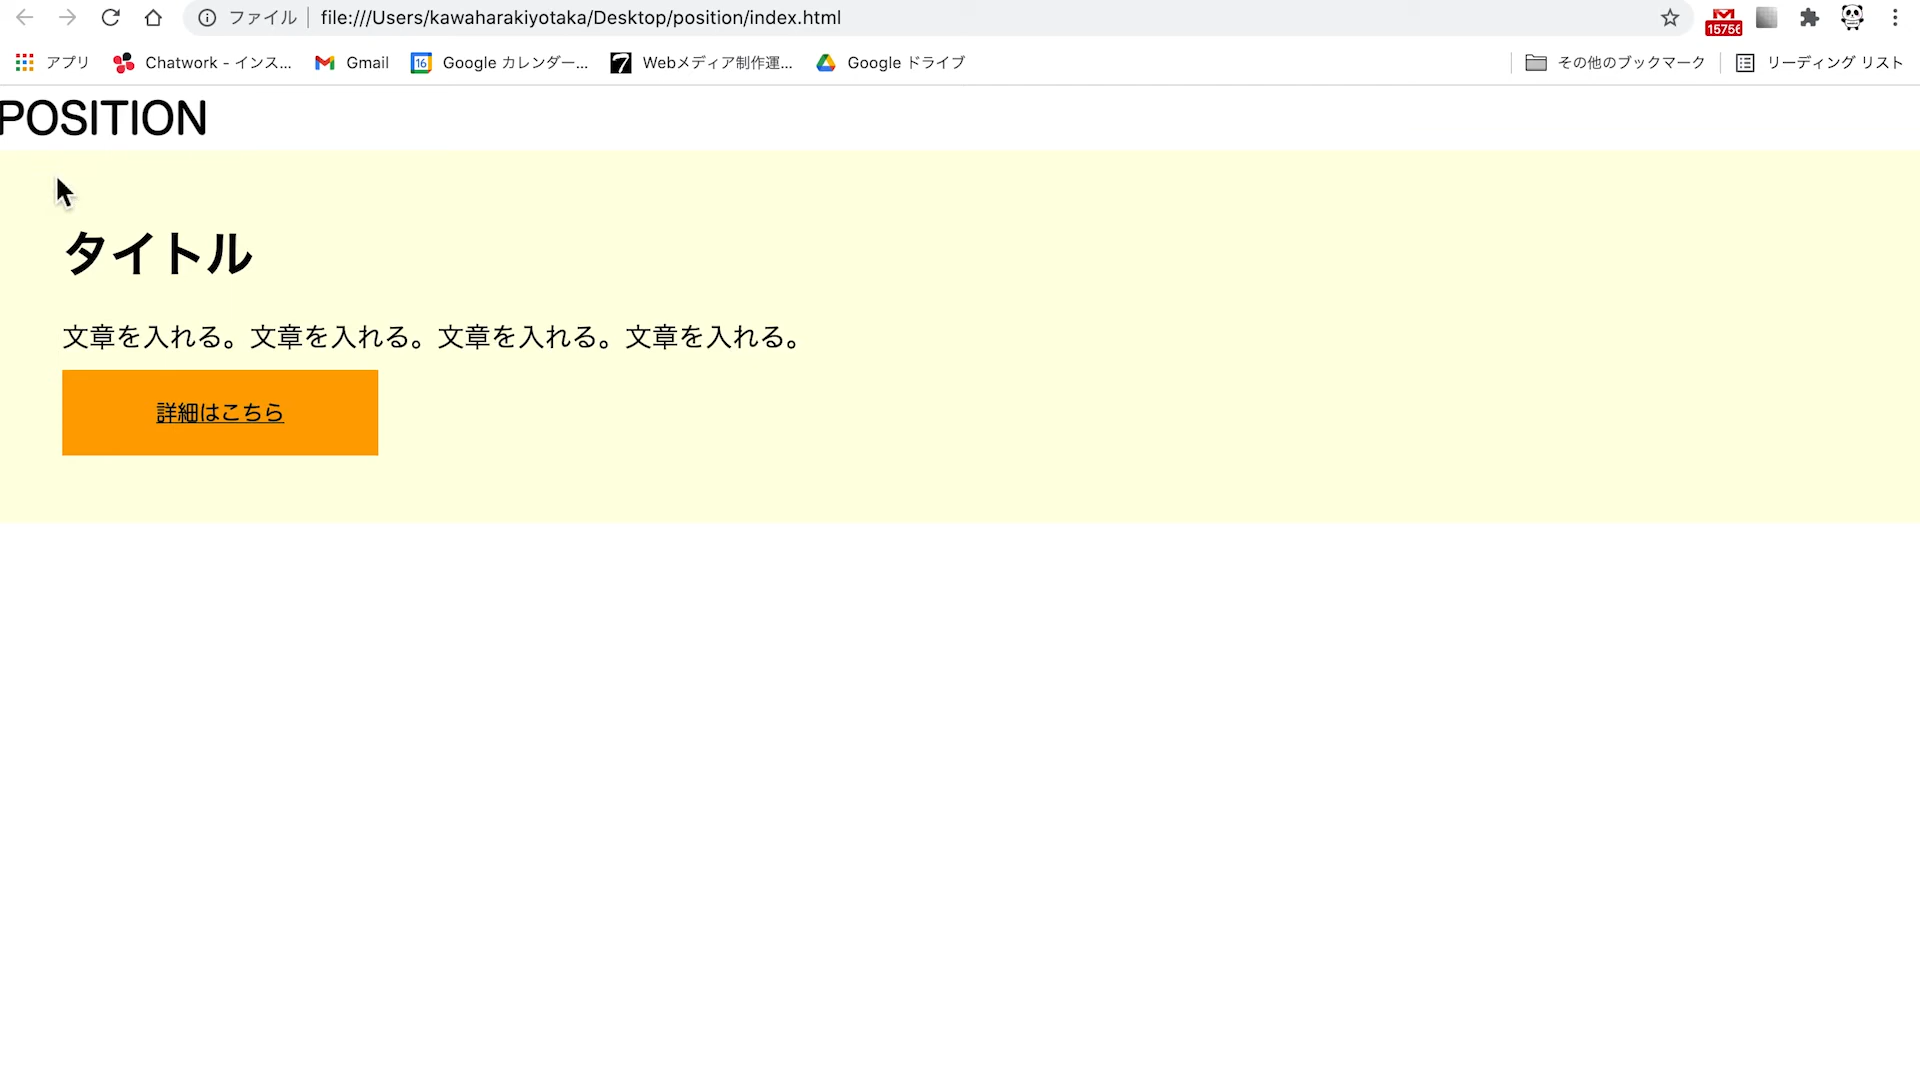 ファイル file:///Users/kawaharakiyotaka/Desktop/position/index.html 15756
アプリ Chatwork - インス... Gmail 16 Google カレンダー... Webメディア制作運... Google ドライブ その他のブックマーク リーディング リスト
POSITION
タイトル
文章を入れる。文章を入れる。文章を入れる。文章を入れる。
詳細はこちら